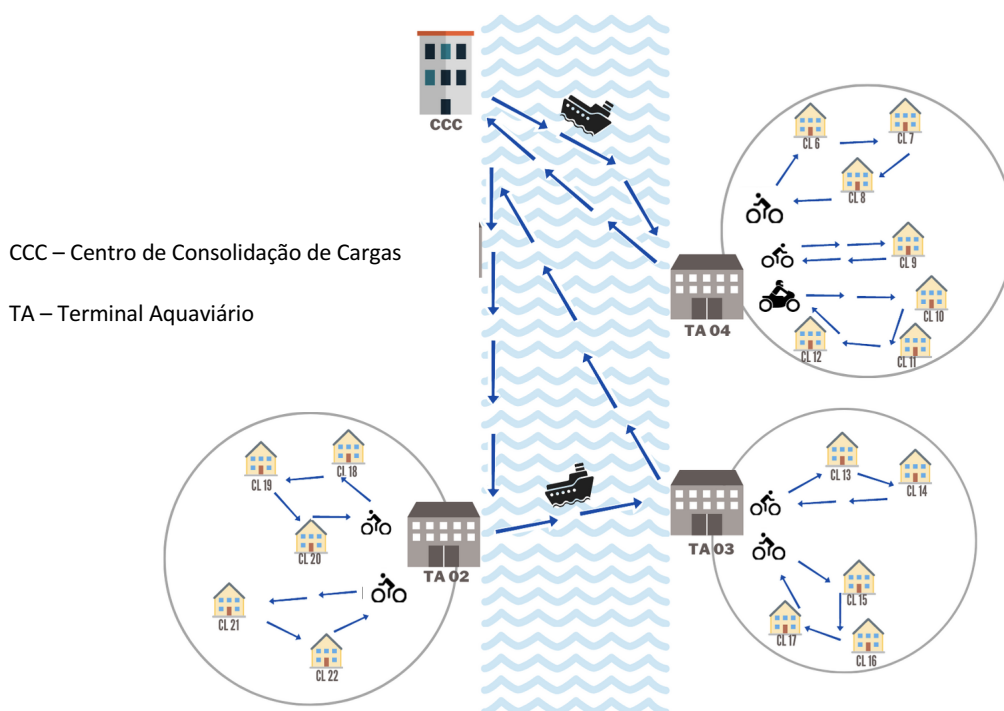 CCC
CL 6
CL 7
CL 8
CCC – Centro de Consolidação de Cargas
CL 9
TA – Terminal Aquaviário
CL 10
TA 04
CL 12
CL 11
CL 18
CL 19
CL 13
CL 14
CL 20
TA 02
TA 03
CL 15
CL 21
CL 17
CL 16
CL 22